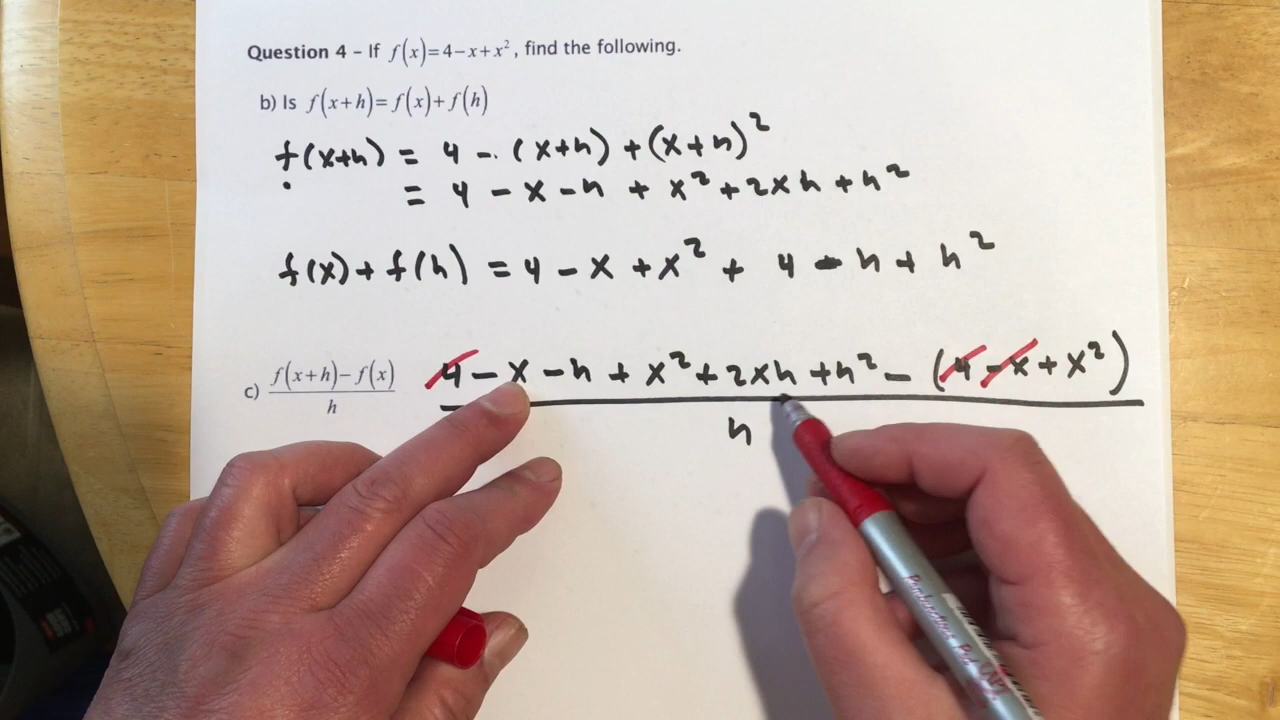 Question 4 – If f(x)=4−x+x², find the following.
b) Is f(x+h)=f(x)+f(h)
f(x+h) = 4 - (x+h) + (x+h)²
= 4 - x - h + x² + 2xh + h²
f(x) + f(h) = 4 - x + x² + 4 - h + h²
c) f(x+h)−f(x)
h
4 - x - h + x² + 2xh + h² - (4 - x + x²)
h